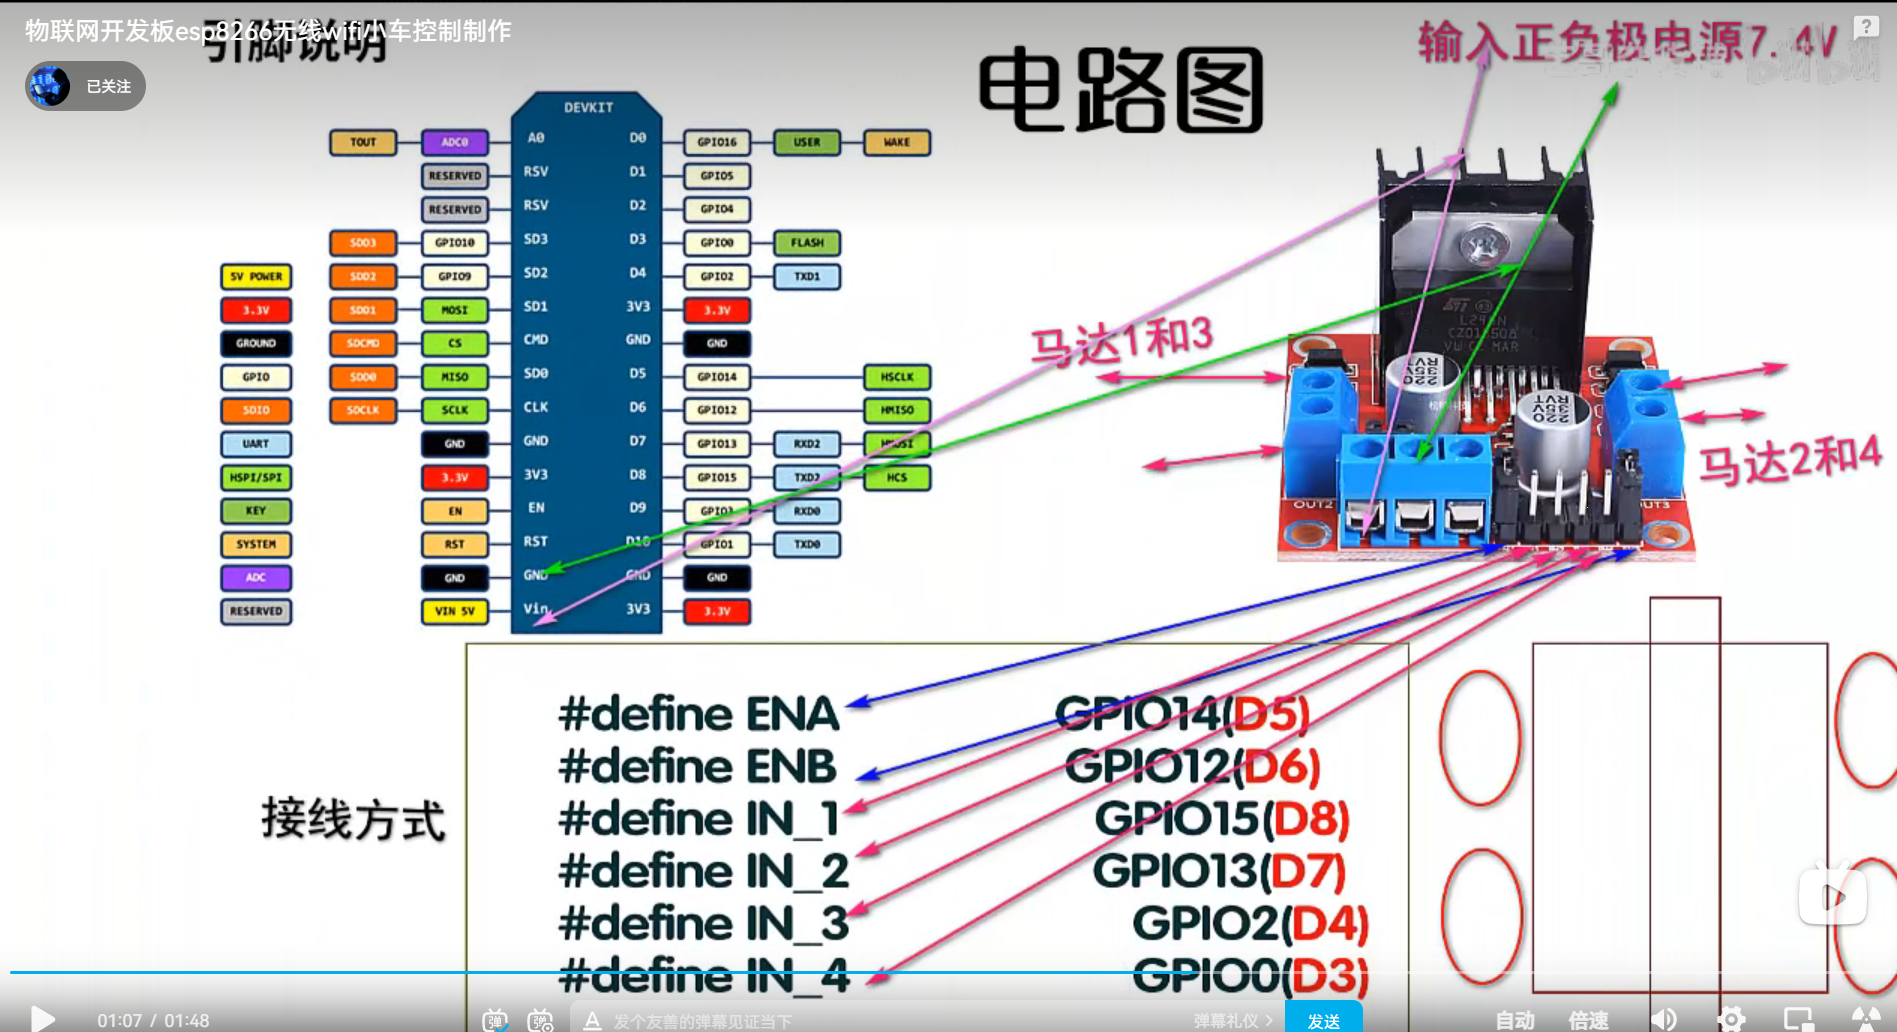 物联网开发板esp8266无线wifi小车控制制作
引脚说明
已关注
电路图
输入正负极电源7.4V
DEVKIT
TOUT ADC0 A0 D0 GPIO16 USER WAKE
RESERVED RSV D1 GPIO5
RESERVED RSV D2 GPIO4
SDD3 GPIO10 SD3 D3 GPIO0 FLASH
5V POWER SDD2 GPIO9 SD2 D4 GPIO2 TXD1
3.3V SDD1 MOSI SD1 3V3 3.3V
GROUND SDCMD CS CMD GND GND
GPIO SDD0 MISO SD0 D5 GPIO14 HSCLK
SDIO SDCLK SCLK CLK D6 GPIO12 HMISO
UART GND GND D7 GPIO13 RXD2 HMOSI
HSPI/SPI 3.3V 3V3 D8 GPIO15 TXD2 HCS
KEY EN EN D9 GPIO3 RXD0
SYSTEM RST RST D10 GPIO1 TXD0
ADC GND GND GND GND
RESERVED VIN 5V Vin 3V3 3.3V
马达1和3
马达2和4
L298N
220
35V
RVT
220
35V
RVT
OUT2
OUT3
接线方式
#define ENA GPIO14(D5)
#define ENB GPIO12(D6)
#define IN_1 GPIO15(D8)
#define IN_2 GPIO13(D7)
#define IN_3 GPIO2(D4)
#define IN_4 GPIO0(D3)
01:07 / 01:48
弹
弹
A 发个友善的弹幕见证当下
弹幕礼仪 >
发送
自动
倍速